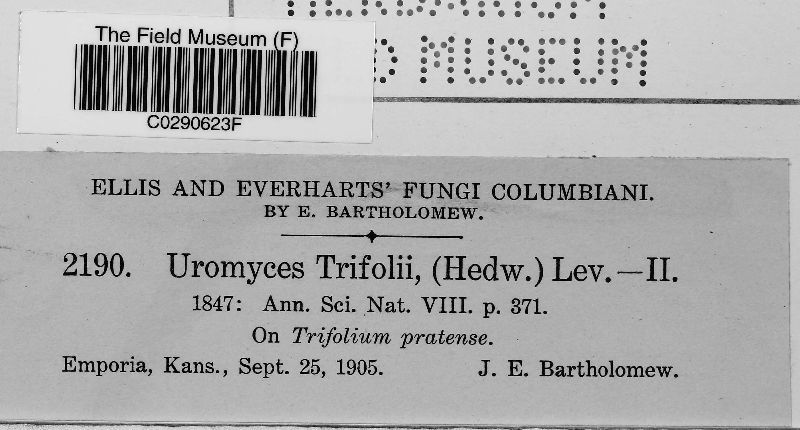 The Field Museum (F)
C0290623F
MUSEUM
ELLIS AND EVERHARTS' FUNGI COLUMBIANI.
BY E. BARTHOLOMEW.
2190. Uromyces Trifolii, (Hedw.) Lev.—II.
1847: Ann. Sci. Nat. VIII. p. 371.
On Trifolium pratense.
Emporia, Kans., Sept. 25, 1905. J. E. Bartholomew.